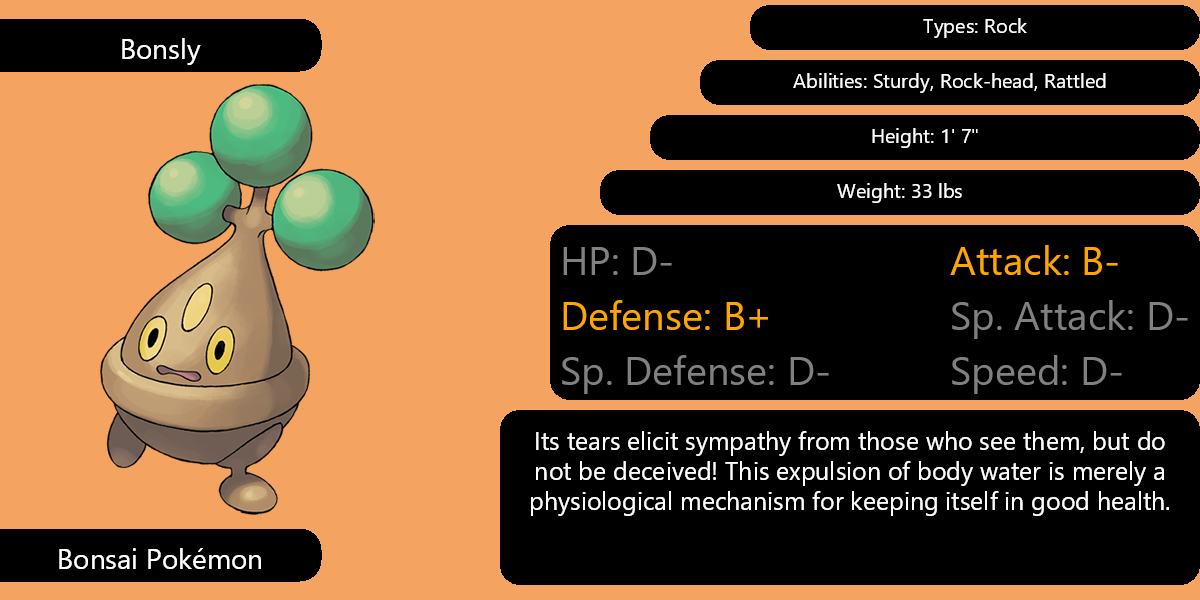 Bonsly
Types: Rock
Abilities: Sturdy, Rock-head, Rattled
Height: 1' 7"
Weight: 33 lbs
HP: D-
Attack: B-
Defense: B+
Sp. Attack: D-
Sp. Defense: D-
Speed: D-
Its tears elicit sympathy from those who see them, but do
not be deceived! This expulsion of body water is merely a
physiological mechanism for keeping itself in good health.
Bonsai Pokémon